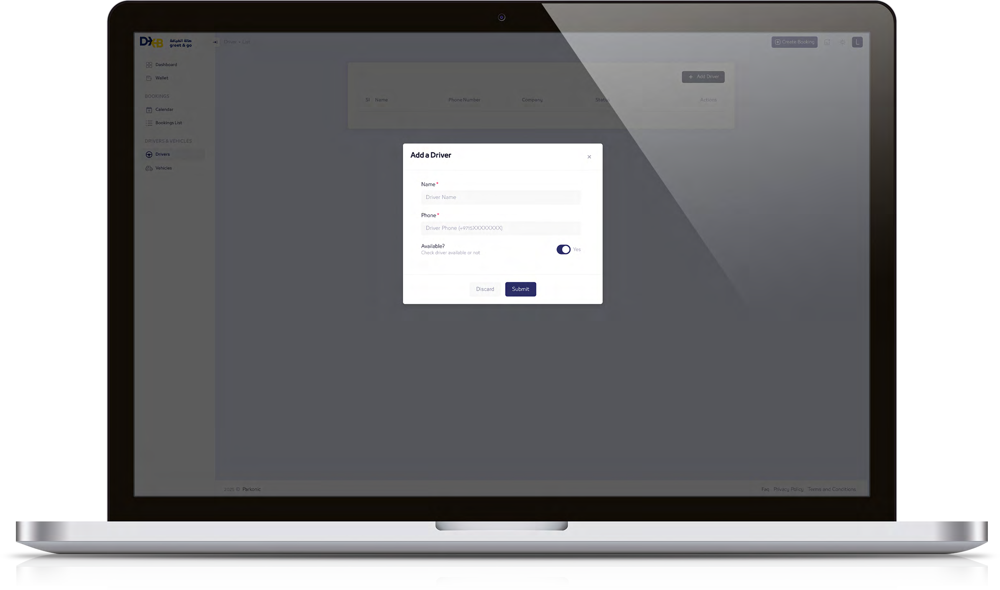 DXB
صالة الضيافة
greet & go
Driver - List
Create Booking
L
Dashboard
Wallet
BOOKINGS
Calendar
Bookings List
DRIVERS & VEHICLES
Drivers
Vehicles
+ Add Driver
Sl Name Phone Number Company Status Actions
Add a Driver
Name *
Driver Name
Phone *
Driver Phone (+9715XXXXXXXX)
Available?
Check driver available or not
Yes
Discard Submit
2025 © Parkonic
Faq Privacy Policy Terms and Conditions